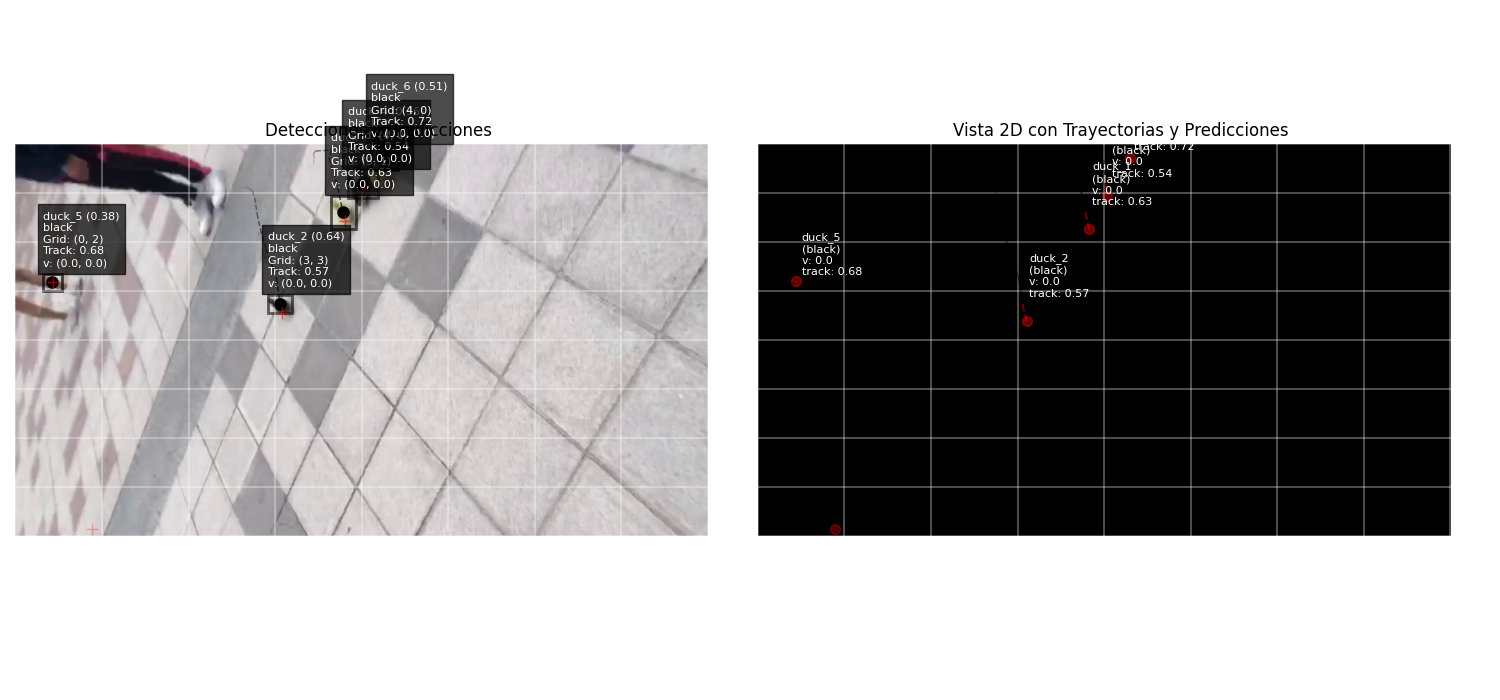 duck_6 (0.51)
black
Grid: (4, 0)
Track: 0.72
v: (0.0, 0.0)
Track: 0.54
v: (0.0, 0.0)
Track: 0.63
v: (0.0, 0.0)
duck_5 (0.38)
black
Grid: (0, 2)
Track: 0.68
v: (0.0, 0.0)
duck_2 (0.64)
black
Grid: (3, 3)
Track: 0.57
v: (0.0, 0.0)
Vista 2D con Trayectorias y Predicciones
track: 0.72
(black)
v: 0.0
track: 0.54
duck_1
(black)
v: 0.0
track: 0.63
duck_5
(black)
v: 0.0
track: 0.68
duck_2
(black)
v: 0.0
track: 0.57